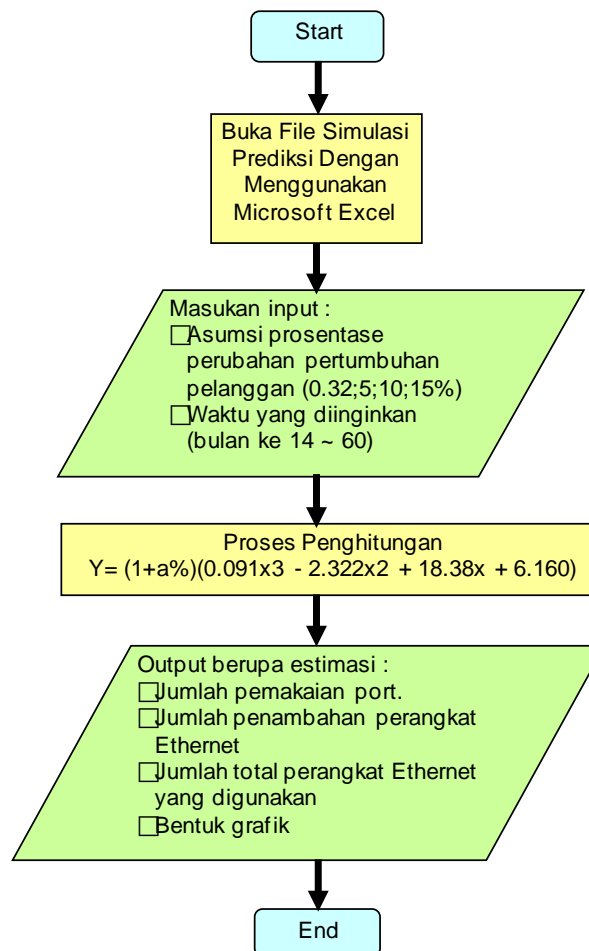 Start
Buka File Simulasi
Prediksi Dengan
Menggunakan
Microsoft Excel
Masukan input :
□Asumsi prosentase
perubahan pertumbuhan
pelanggan (0.32;5;10;15%)
□Waktu yang diinginkan
(bulan ke 14 ~ 60)
Proses Penghitungan
Y= (1+a%)(0.091x3 - 2.322x2 + 18.38x + 6.160)
Output berupa estimasi :
□Jumlah pemakaian port.
□Jumlah penambahan perangkat
Ethernet
□Jumlah total perangkat Ethernet
yang digunakan
□Bentuk grafik
End